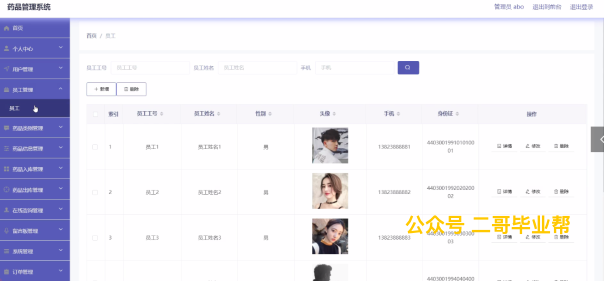 药品管理系统
管理员 abo 退出到前台 退出登录
首页
个人中心
用户管理
员工管理
员工
药品类别管理
药品信息管理
药品入库管理
药品出库管理
在线咨询管理
留言板管理
系统管理
订单管理
首页 / 员工
员工工号 员工工号 员工姓名 员工姓名 手机 手机
+ 新增 删除
索引 员工工号 员工姓名 性别 头像 手机 身份证 操作
1 员工1 员工姓名1 男 13823888881 详情 修改 删除
2 员工2 员工姓名2 男 13823888882 详情 修改 删除
3 员工3 员工姓名3 男 13823888883 详情 修改 删除
公众号 二哥毕业帮